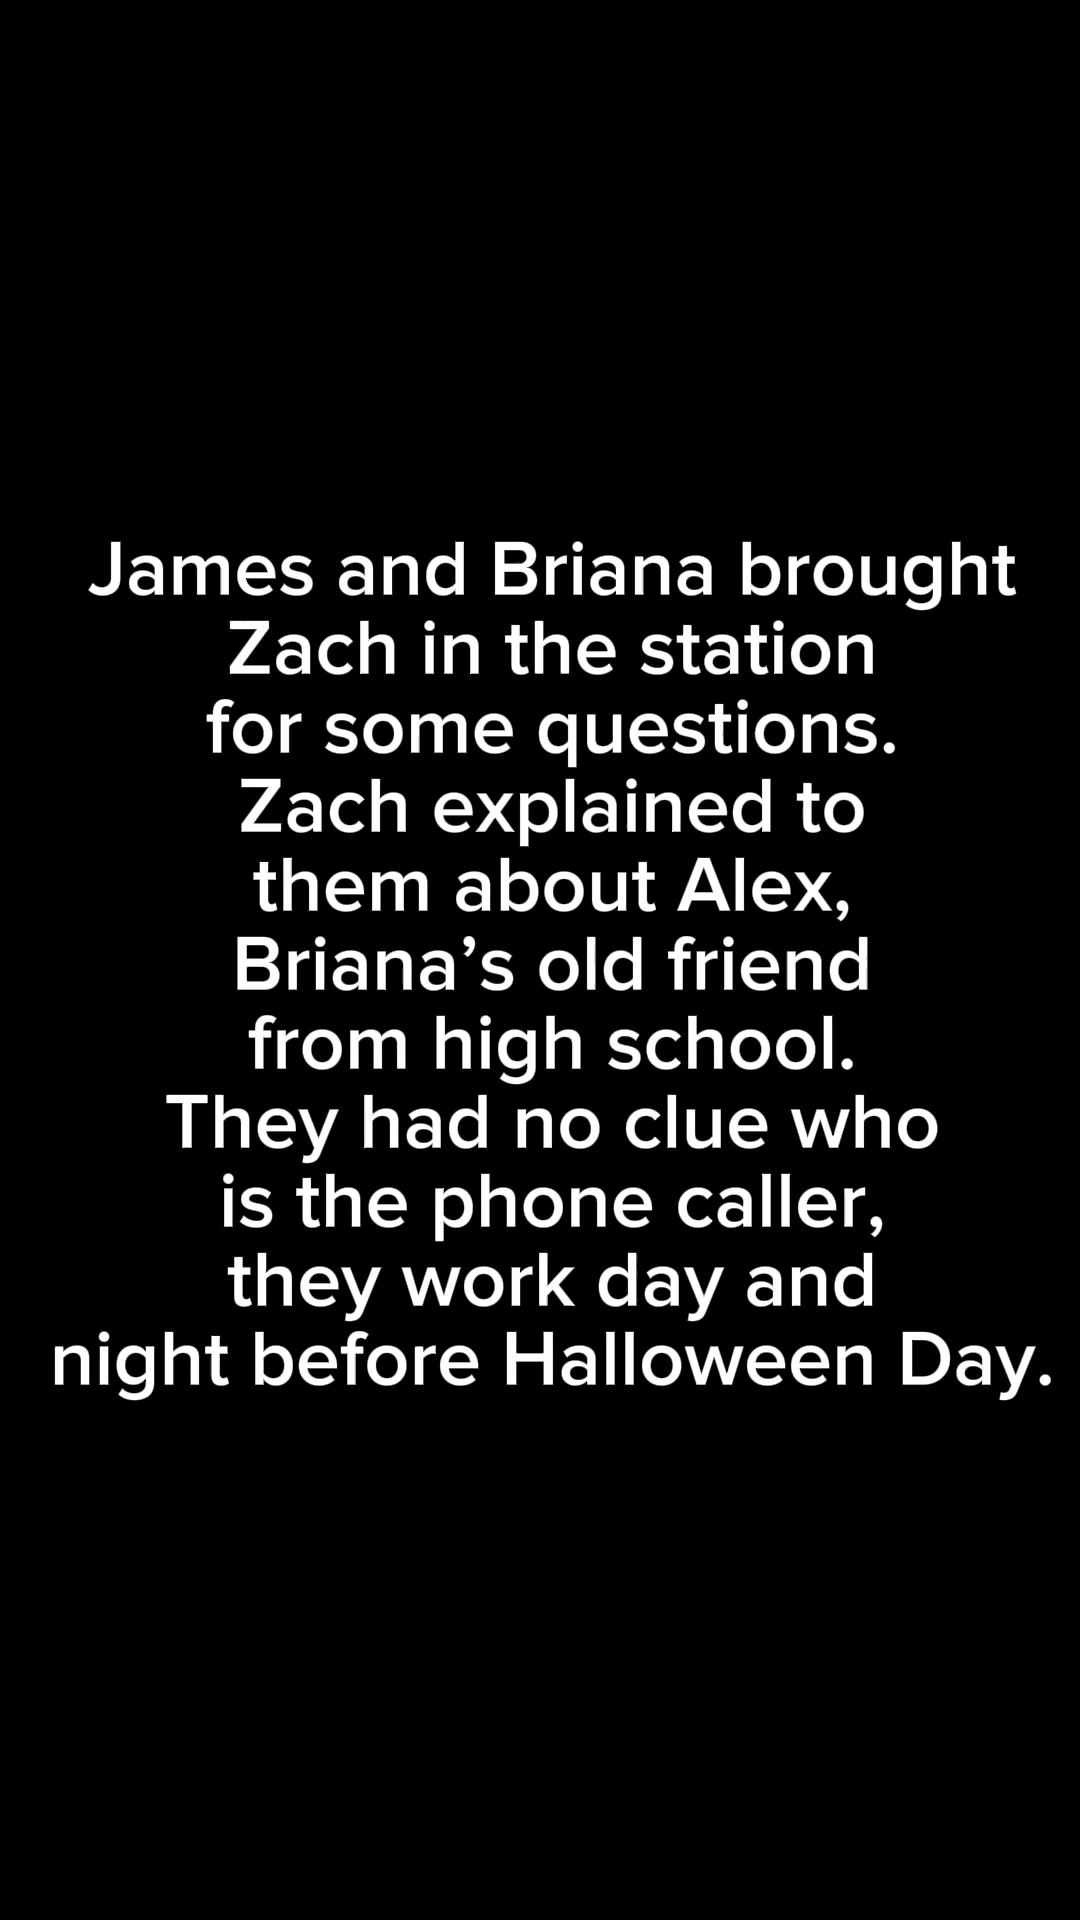 James and Briana brought
Zach in the station
for some questions.
Zach explained to
them about Alex,
Briana’s old friend
from high school.
They had no clue who
is the phone caller,
they work day and
night before Halloween Day.